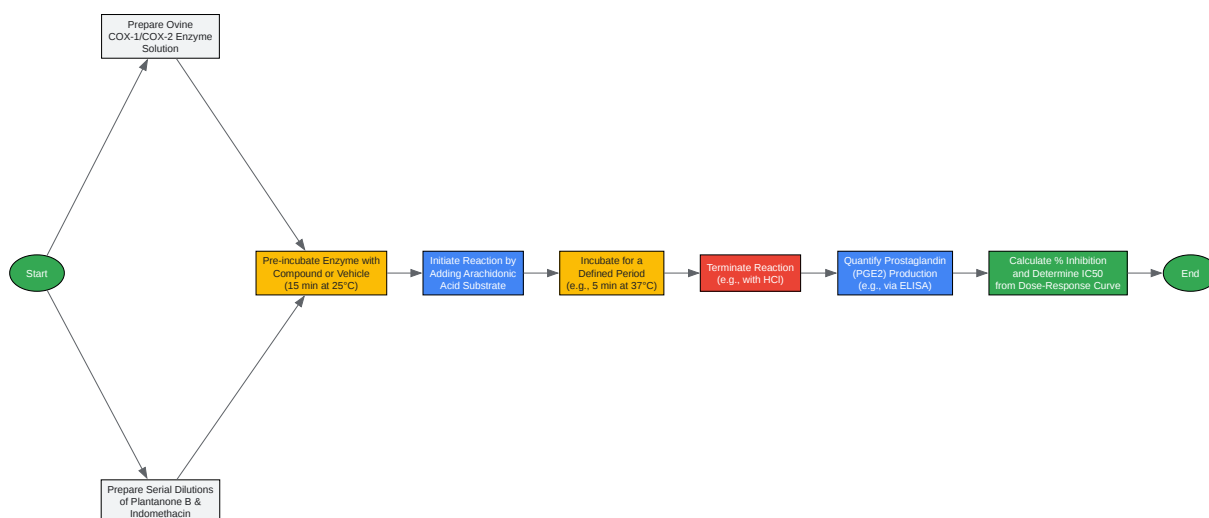 Prepare Ovine
COX-1/COX-2 Enzyme
Solution
Start
Pre-incubate Enzyme with
Compound or Vehicle
(15 min at 25°C)
Initiate Reaction by
Adding Arachidonic
Acid Substrate
Incubate for a
Defined Period
(e.g., 5 min at 37°C)
Terminate Reaction
(e.g., with HCl)
Quantify Prostaglandin
(PGE2) Production
(e.g., via ELISA)
Calculate % Inhibition
and Determine IC50
from Dose-Response Curve
End
Prepare Serial Dilutions
of Plantanone B &
Indomethacin